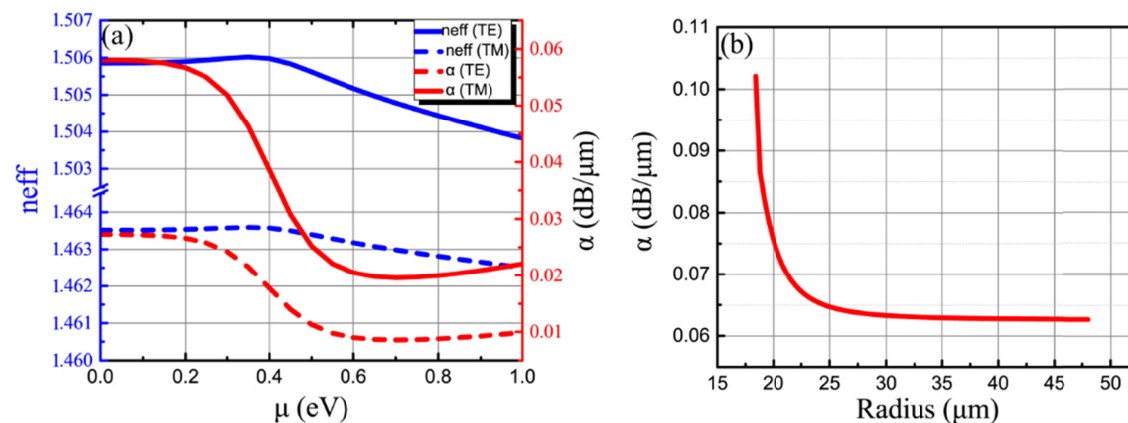 (a)
1.507
1.506
1.505
1.504
1.503
1.464
1.463
1.462
1.461
1.460
neff
neff (TE)
neff (TM)
α (TE)
α (TM)
0.06
0.05
0.04
0.03
0.02
0.01
α (dB/μm)
0.0 0.2 0.4 0.6 0.8 1.0
μ (eV)
(b)
0.11
0.10
0.09
0.08
0.07
0.06
α (dB/μm)
15 20 25 30 35 40 45 50
Radius (μm)